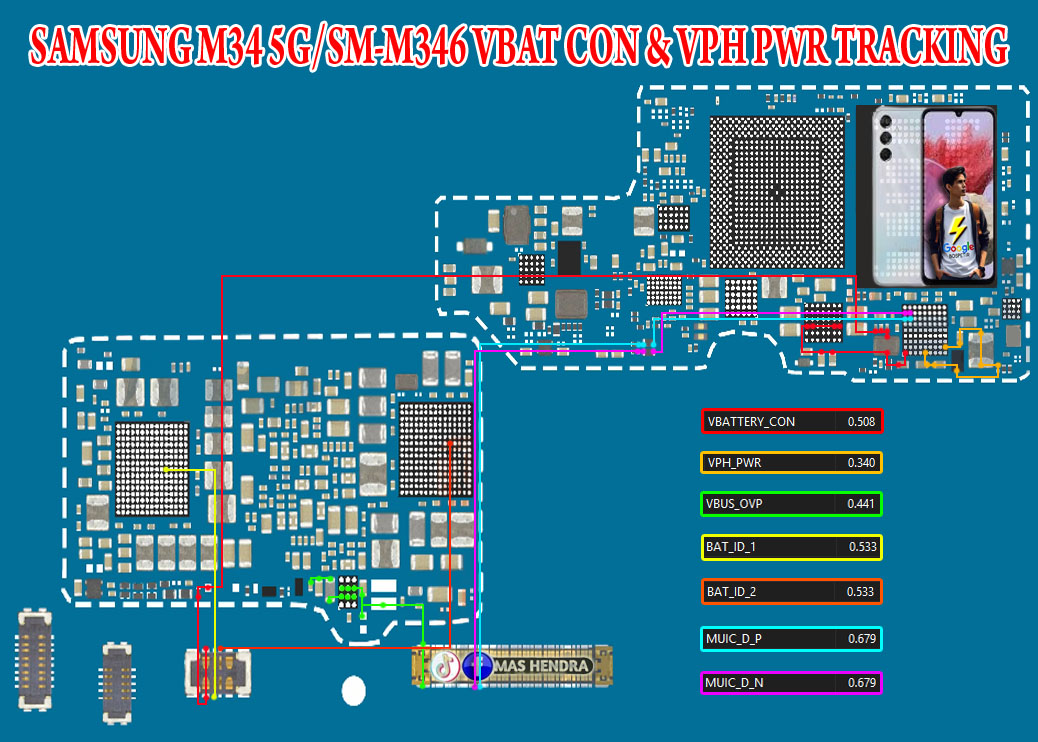 SAMSUNG M34 5G/SM-M346 VBAT CON & VPH PWR TRACKING
Google
VBATTERY_CON 0.508
VPH_PWR 0.340
VBUS_OVP 0.441
BAT_ID_1 0.533
BAT_ID_2 0.533
MUIC_D_P 0.679
MAS HENDRA
MUIC_D_N 0.679